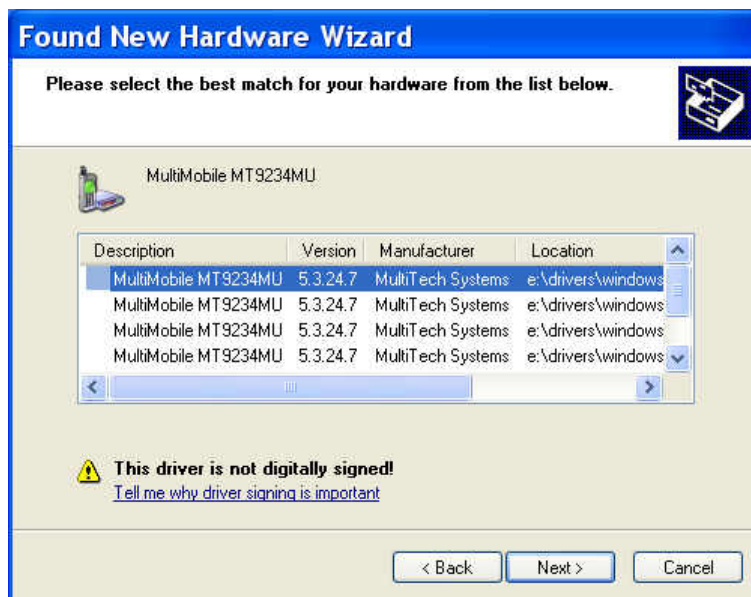 Found New Hardware Wizard
Please select the best match for your hardware from the list below.
MultiMobile MT9234MU
Description Version Manufacturer Location
MultiMobile MT9234MU 5.3.24.7 MultiTech Systems e:\drivers\windows
MultiMobile MT9234MU 5.3.24.7 MultiTech Systems e:\drivers\windows
MultiMobile MT9234MU 5.3.24.7 MultiTech Systems e:\drivers\windows
MultiMobile MT9234MU 5.3.24.7 MultiTech Systems e:\drivers\windows
This driver is not digitally signed!
Tell me why driver signing is important
< Back Next > Cancel